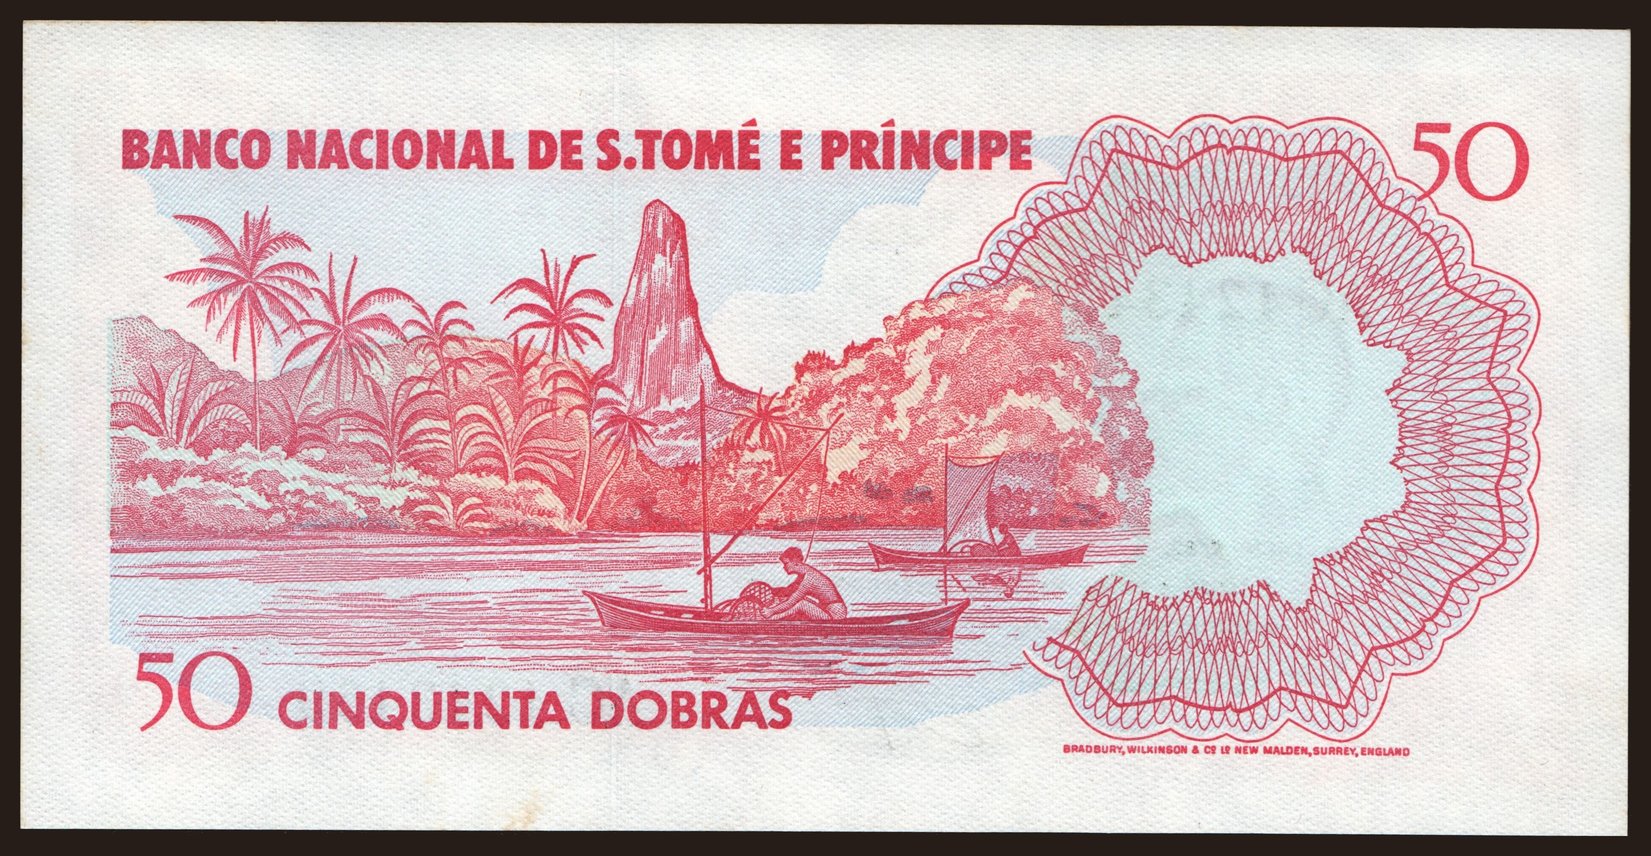 BANCO NACIONAL DE S.TOMÉ E PRÍNCIPE
50
50
CINQUENTA DOBRAS
BRADBURY, WILKINSON & Cº Lº NEW MALDEN, SURREY, ENGLAND